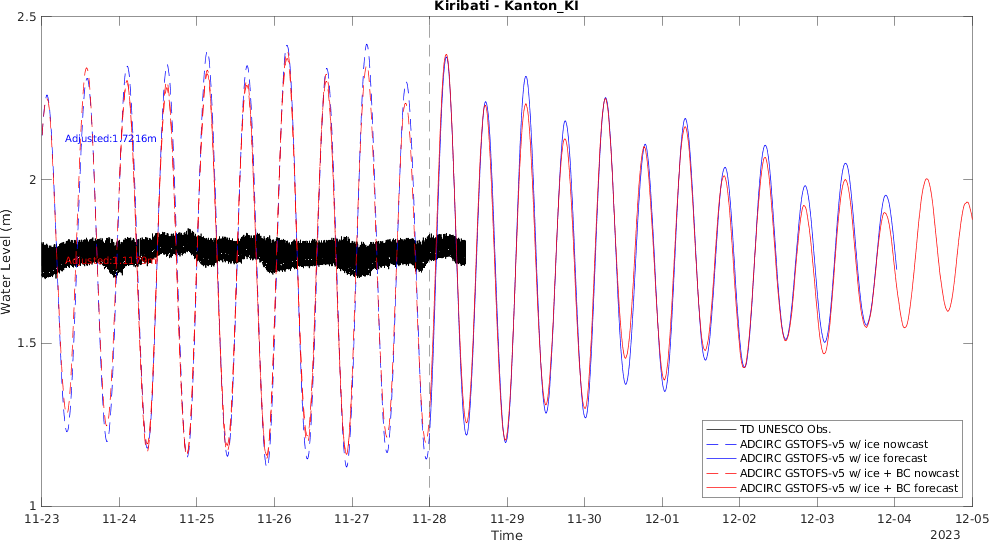 Kiribati - Kanton_KI
2.5
2
1.5
1
Water Level (m)
Adjusted:1.7216m
11-23
11-24
11-25
11-26
11-27
11-28
11-29
11-30
12-01
12-02
12-03
12-04
12-05
Time
2023
TD UNESCO Obs.
ADCIRC GSTOFS-v5 w/ ice nowcast
ADCIRC GSTOFS-v5 w/ ice forecast
ADCIRC GSTOFS-v5 w/ ice + BC nowcast
ADCIRC GSTOFS-v5 w/ ice + BC forecast